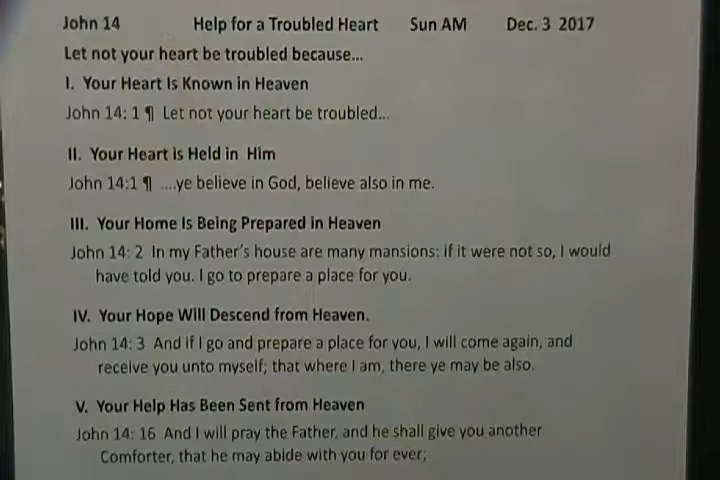 John 14 Help for a Troubled Heart Sun AM Dec. 3 2017
Let not your heart be troubled because...
I. Your Heart Is Known in Heaven
John 14: 1 ¶ Let not your heart be troubled...
II. Your Heart is Held in Him
John 14:1 ¶ ....ye believe in God, believe also in me.
III. Your Home Is Being Prepared in Heaven
John 14: 2 In my Father's house are many mansions: if it were not so, I would
have told you. I go to prepare a place for you.
IV. Your Hope Will Descend from Heaven.
John 14: 3 And if I go and prepare a place for you, I will come again, and
receive you unto myself; that where I am, there ye may be also.
V. Your Help Has Been Sent from Heaven
John 14: 16 And I will pray the Father, and he shall give you another
Comforter, that he may abide with you for ever;